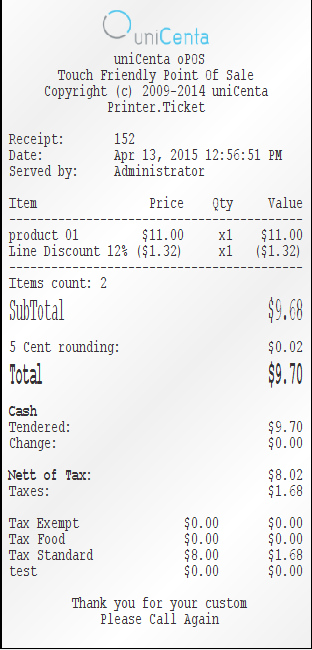 uniCenta
uniCenta oPOS
Touch Friendly Point Of Sale
Copyright (c) 2009-2014 uniCenta
Printer.Ticket
Receipt: 152
Date: Apr 13, 2015 12:56:51 PM
Served by: Administrator
Item Price Qty Value
product 01 $11.00 x1 $11.00
Line Discount 12% ($1.32) x1 ($1.32)
Items count: 2
SubTotal $9.68
5 Cent rounding: $0.02
Total $9.70
Cash
Tendered: $9.70
Change: $0.00
Nett of Tax: $8.02
Taxes: $1.68
Tax Exempt $0.00 $0.00
Tax Food $0.00 $0.00
Tax Standard $8.00 $1.68
test $0.00 $0.00
Thank you for your custom
Please Call Again